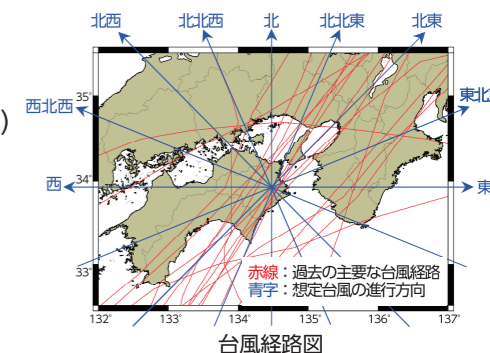 北西
北北西
北
北北東
北東
35°
西北西
東北
)
34°
西
東
33°
赤線：過去の主要な台風経路
青字：想定台風の進行方向
132°
133°
134°
135°
136°
137°
台風経路図